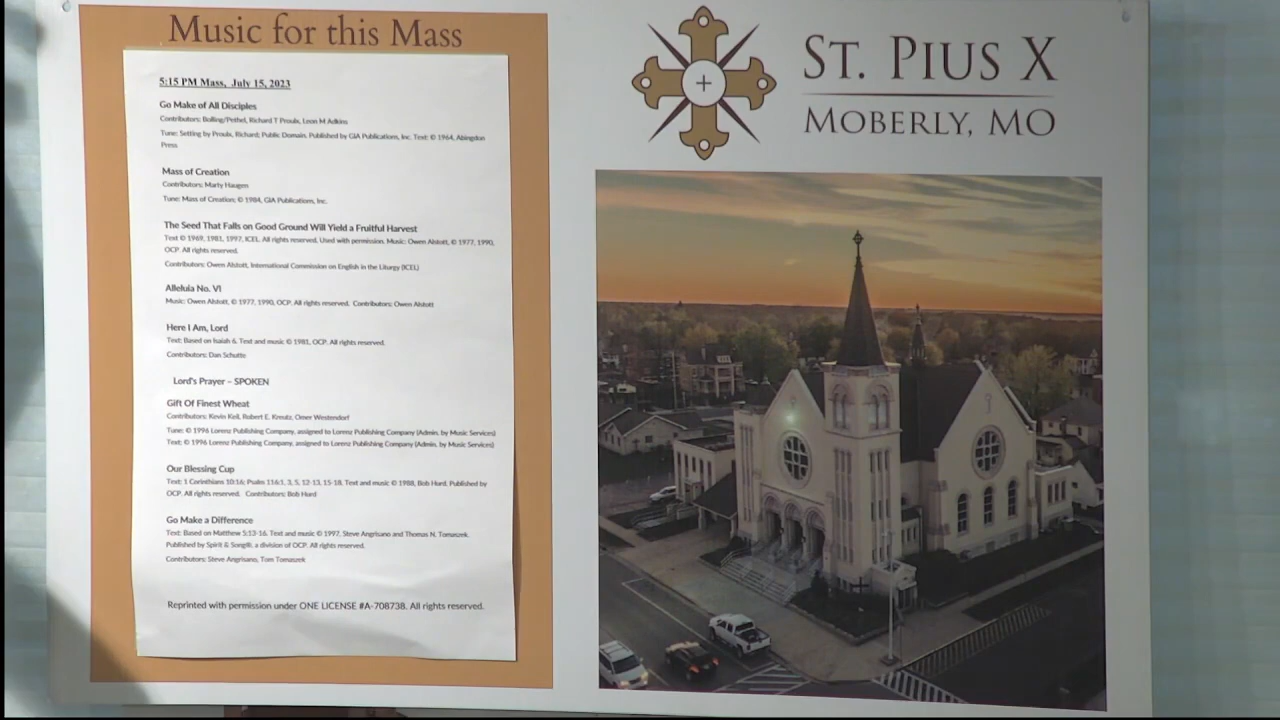 Music for this Mass
5:15 PM Mass, July 15, 2023
Go Make of All Disciples
Contributors: Bolling/Pethel, Richard T Proulx, Leon M Adkins
Tune: Setting by Proulx, Richard; Public Domain. Published by GIA Publications, Inc. Text: © 1964, Abingdon
Press
Mass of Creation
Contributors: Marty Haugen
Tune: Mass of Creation; © 1984, GIA Publications, Inc.
The Seed That Falls on Good Ground Will Yield a Fruitful Harvest
Text © 1969, 1981, 1997, ICEL. All rights reserved. Used with permission. Music: Owen Alstott, © 1977, 1990,
OCP. All rights reserved.
Contributors: Owen Alstott, International Commission on English in the Liturgy (ICEL)
Alleluia No. VI
Music: Owen Alstott, © 1977, 1990, OCP. All rights reserved. Contributors: Owen Alstott
Here I Am, Lord
Text: Based on Isaiah 6. Text and music © 1981, OCP. All rights reserved.
Contributors: Dan Schutte
Lord's Prayer – SPOKEN
Gift Of Finest Wheat
Contributors: Kevin Keil, Robert E. Kreutz, Omer Westendorf
Tune: © 1996 Lorenz Publishing Company, assigned to Lorenz Publishing Company (Admin. by Music Services)
Text: © 1996 Lorenz Publishing Company, assigned to Lorenz Publishing Company (Admin. by Music Services)
Our Blessing Cup
Text: 1 Corinthians 10:16; Psalm 116:1, 3, 5, 12-13, 15-18. Text and music © 1988, Bob Hurd. Published by
OCP. All rights reserved. Contributors: Bob Hurd
Go Make a Difference
Text: Based on Matthew 5:13-16. Text and music © 1997, Steve Angrisano and Thomas N. Tomaszek.
Published by Spirit & Song®, a division of OCP. All rights reserved.
Contributors: Steve Angrisano, Tom Tomaszek
Reprinted with permission under ONE LICENSE #A-708738. All rights reserved.
ST. PIUS X
MOBERLY, MO